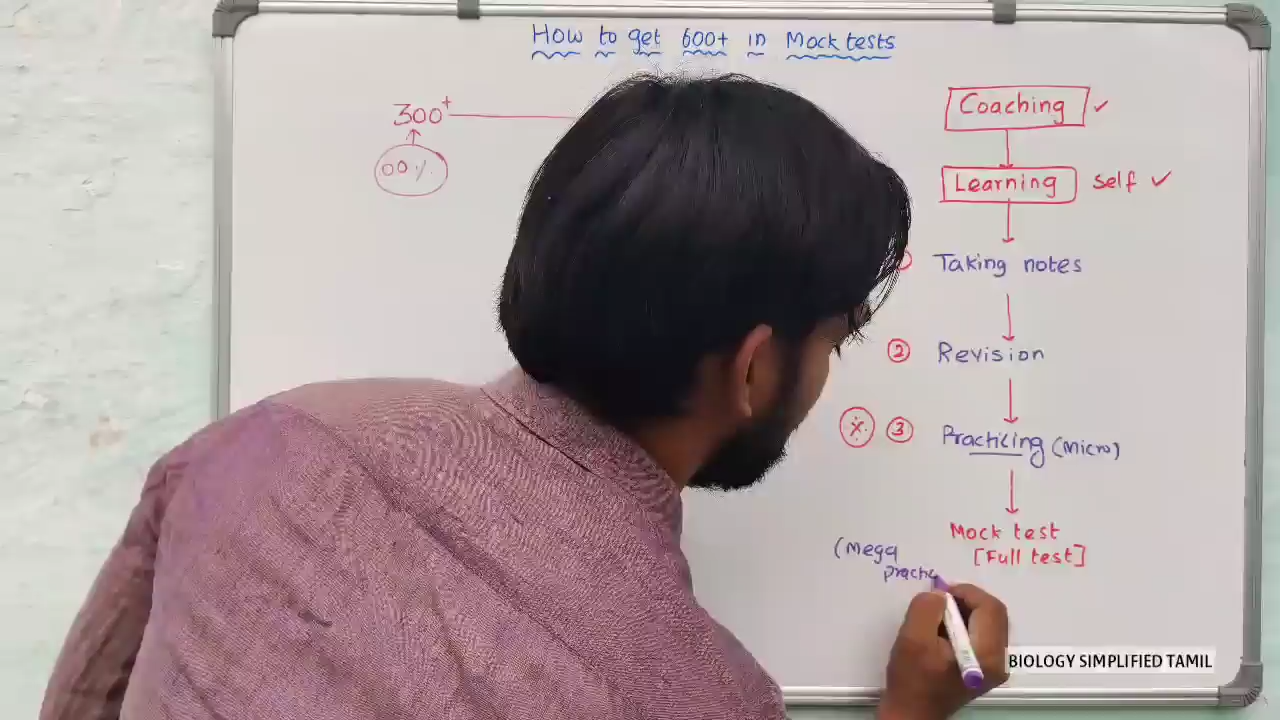 How to get 600+ in Mock tests
300+
00%
Coaching ✓
Learning self ✓
Taking notes
② Revision
③ Practicing (Micro)
Mock test
[Full test]
(Mega
practice
BIOLOGY SIMPLIFIED TAMIL